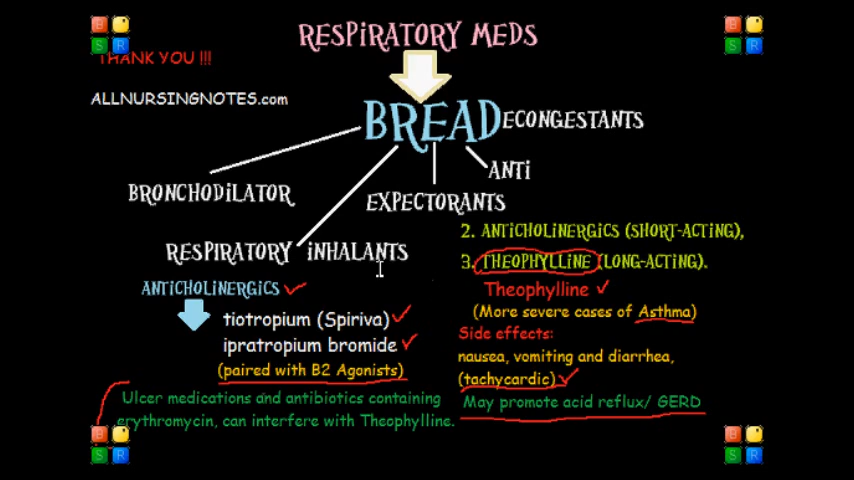 RESPIRATORY MEDS
B
S R
THANK YOU !!!
B
S R
ALLNURSINGNOTES.com
BREAD
ECONGESTANTS
ANTI
BRONCHODILATOR
EXPECTORANTS
RESPIRATORY INHALANTS
2. ANTICHOLINERGICS (SHORT-ACTING),
3. THEOPHYLLINE (LONG-ACTING).
ANTICHOLINERGICS
tiotropium (Spiriva)
ipratropium bromide
(paired with B2 Agonists)
Theophylline
(More severe cases of Asthma)
Side effects:
nausea, vomiting and diarrhea,
(tachycardic)
May promote acid reflux/ GERD
Ulcer medications and antibiotics containing
erythromycin, can interfere with Theophylline.
B
S R
B
S R